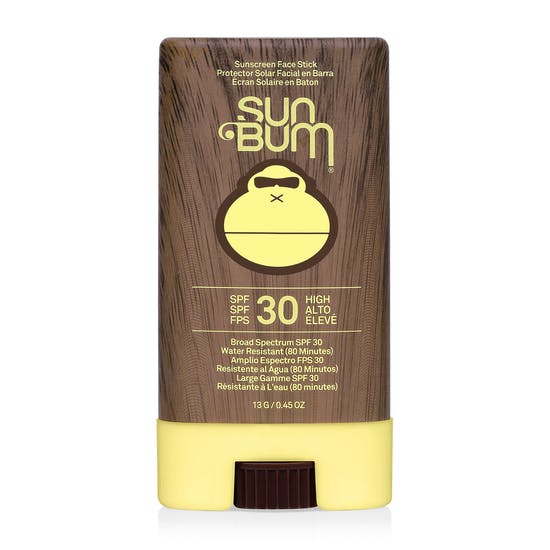 Sunscreen Face Stick
Protector Solar Facial en Barra
Écran Solaire en Baton
SUN
BUM®
SPF
SPF
FPS
30
HIGH
ALTO
ÉLEVÉ
Broad Spectrum SPF 30
Water Resistant (80 Minutes)
Amplio Espectro FPS 30
Resistente al Agua (80 Minutos)
Large Gamme SPF 30
Résistante à L'eau (80 minutes)
13 G / 0.45 OZ